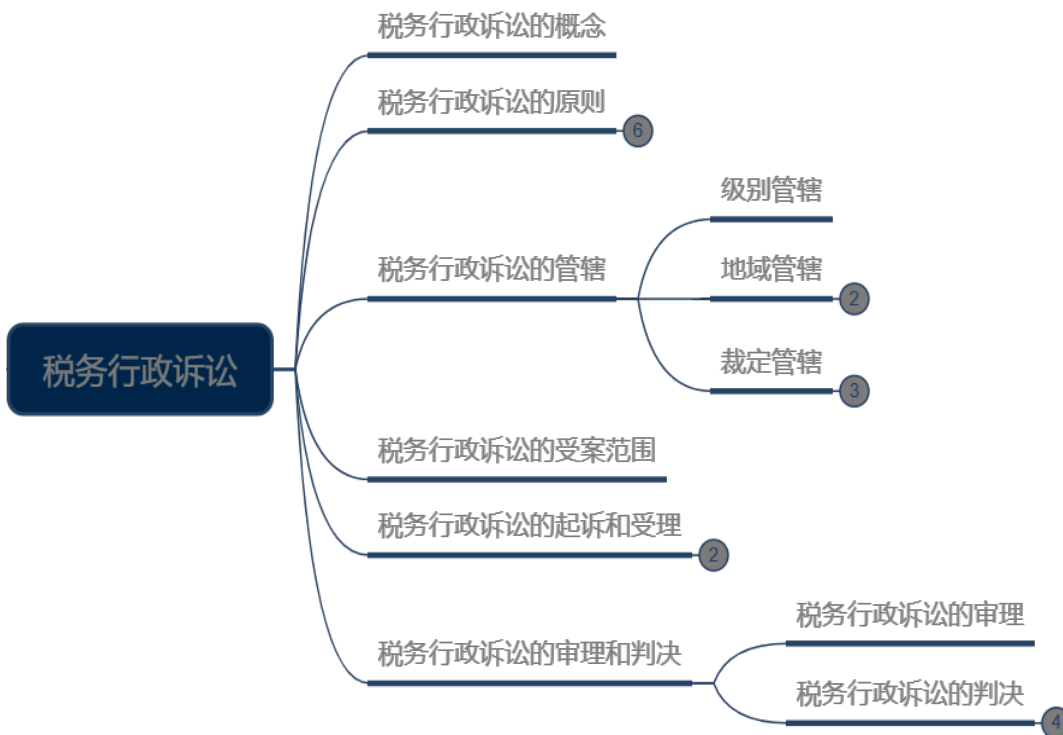 税务行政诉讼的概念
税务行政诉讼的原则
6
级别管辖
税务行政诉讼的管辖
地域管辖
2
裁定管辖
3
税务行政诉讼
税务行政诉讼的受案范围
税务行政诉讼的起诉和受理
2
税务行政诉讼的审理
税务行政诉讼的审理和判决
税务行政诉讼的判决
4